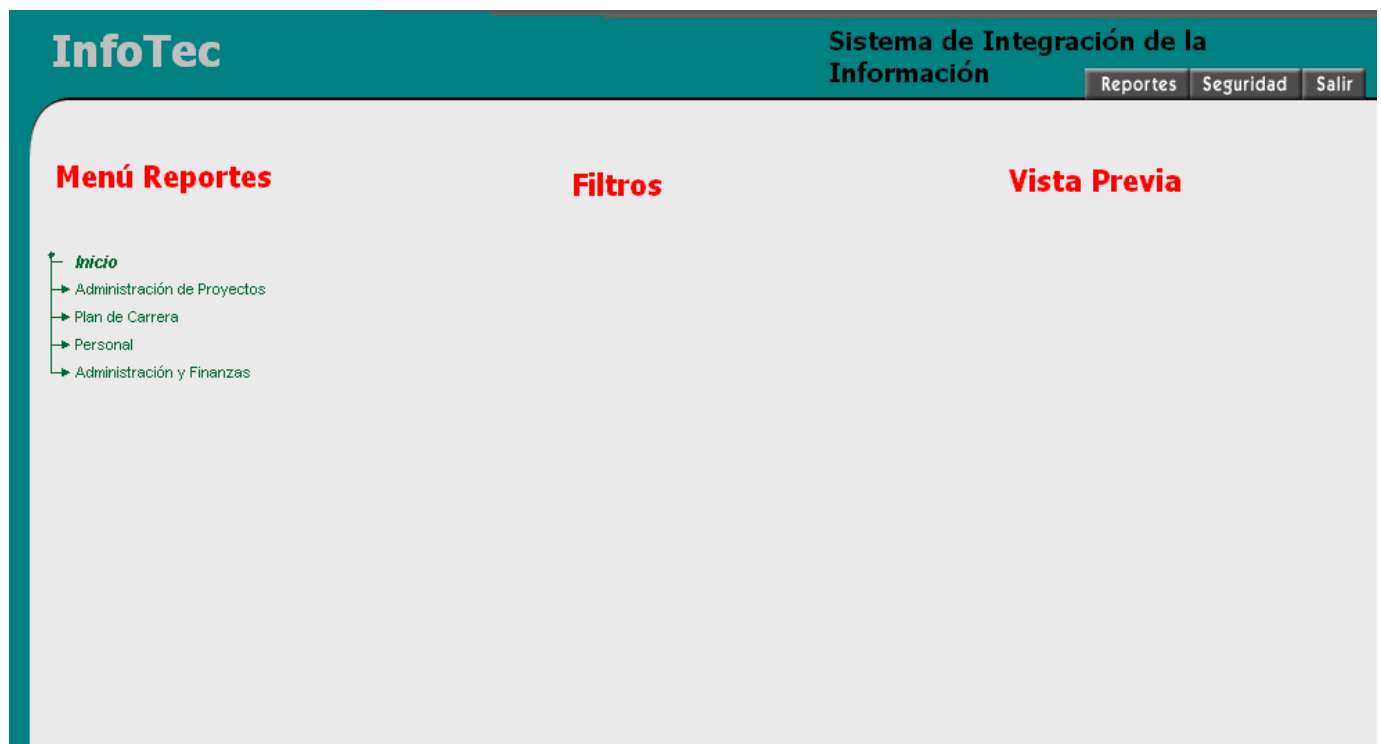 InfoTec
Sistema de Integración de la
Información
Reportes Seguridad Salir
Menú Reportes
Filtros
Vista Previa
Inicio
Administración de Proyectos
Plan de Carrera
Personal
Administración y Finanzas